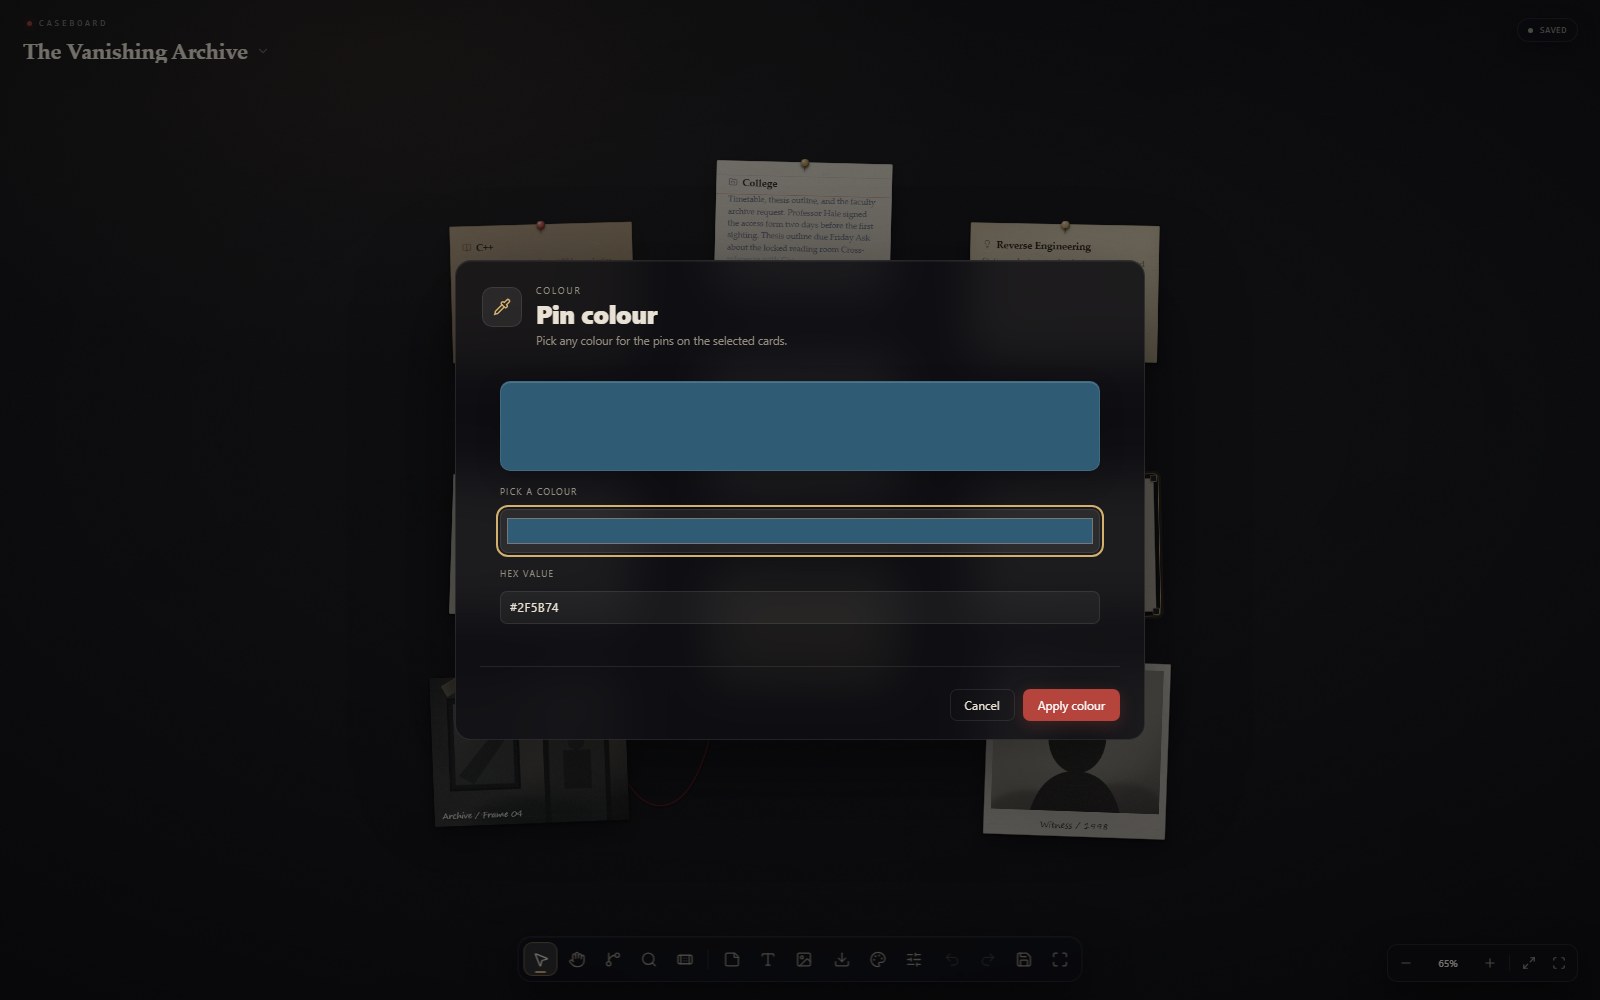 CASEBOARD
The Vanishing Archive
SAVED
College
Timetable, thesis outline, and the faculty
archive request. Professor Hale signed
the access form two days before the first
sighting. Thesis outline due Friday Ask
about the locked reading room Cross-
C++
Reverse Engineering
COLOUR
Pin colour
Pick any colour for the pins on the selected cards.
PICK A COLOUR
HEX VALUE
#2F5B74
Cancel
Apply colour
Archive / Frame 04
Witness / 1998
65%